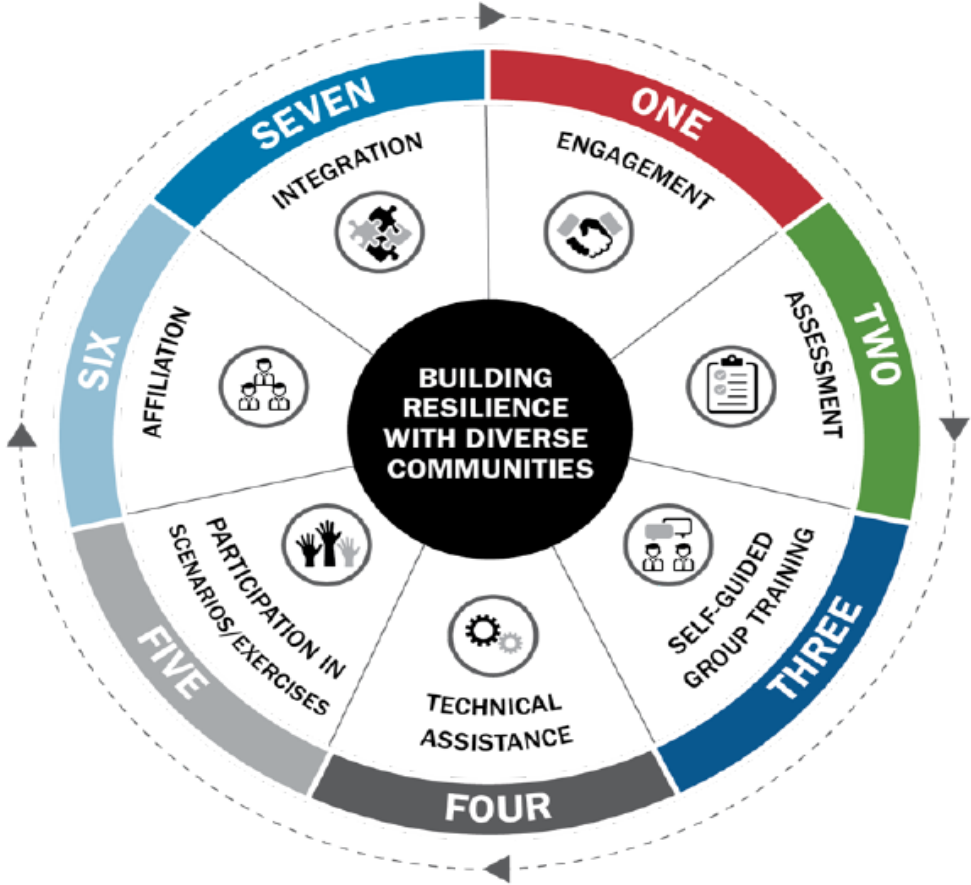 BUILDING
RESILIENCE
WITH DIVERSE
COMMUNITIES
ONE
ENGAGEMENT
TWO
ASSESSMENT
THREE
SELF-GUIDED
GROUP TRAINING
FOUR
TECHNICAL
ASSISTANCE
FIVE
PARTICIPATION IN
SCENARIOS/EXERCISES
SIX
AFFILIATION
SEVEN
INTEGRATION